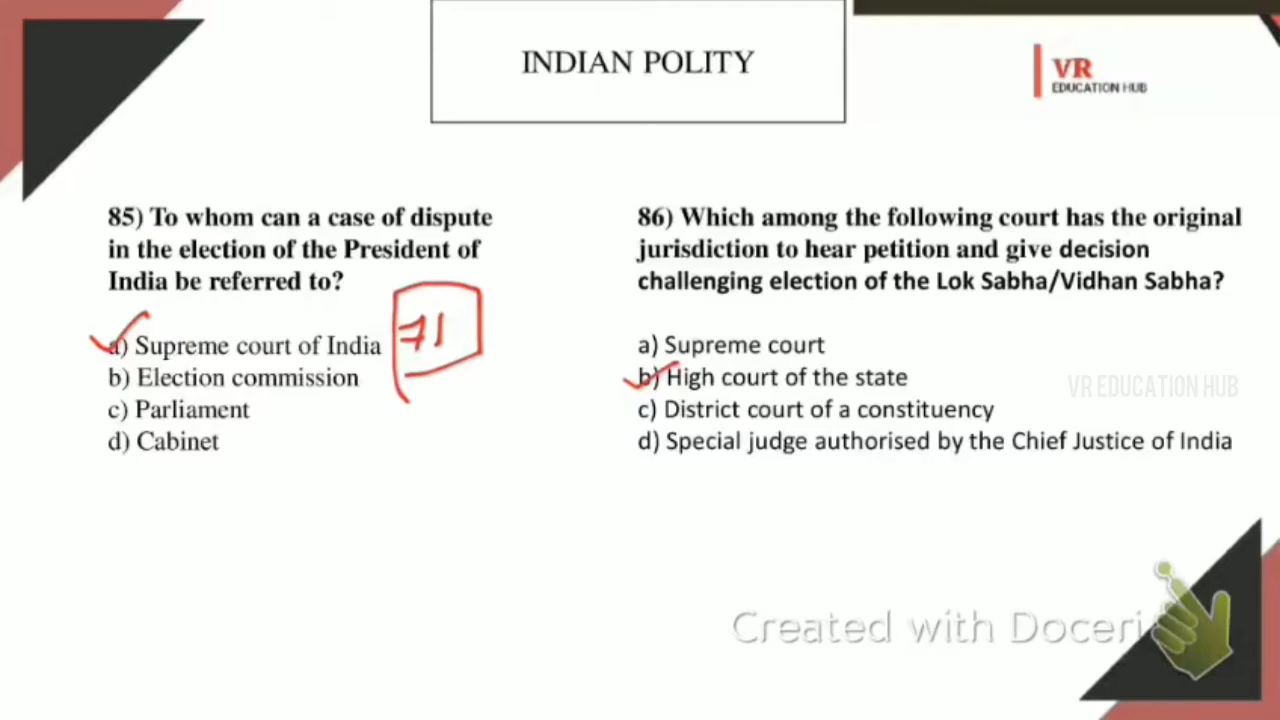 INDIAN POLITY
VR
EDUCATION HUB
85) To whom can a case of dispute
in the election of the President of
India be referred to?
71
a) Supreme court of India
b) Election commission
c) Parliament
d) Cabinet
86) Which among the following court has the original
jurisdiction to hear petition and give decision
challenging election of the Lok Sabha/Vidhan Sabha?
a) Supreme court
b) High court of the state
c) District court of a constituency
d) Special judge authorised by the Chief Justice of India
VR EDUCATION HUB
Created with Doceri